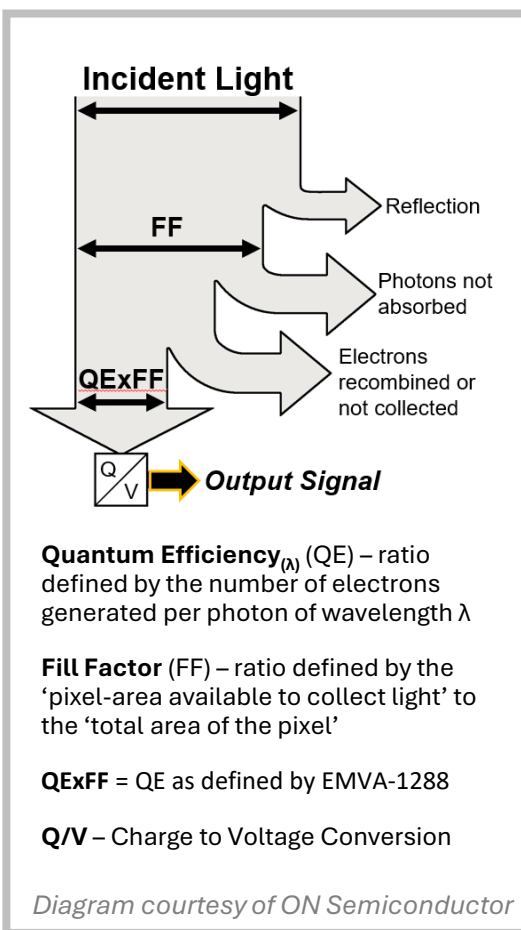 Incident Light
Reflection
FF
Photons not
absorbed
Electrons
recombined or
not collected
QExFF
Q/V
Output Signal
Quantum Efficiency(λ) (QE) – ratio
defined by the number of electrons
generated per photon of wavelength λ
Fill Factor (FF) – ratio defined by the
‘pixel-area available to collect light’ to
the ‘total area of the pixel’
QExFF = QE as defined by EMVA-1288
Q/V – Charge to Voltage Conversion
Diagram courtesy of ON Semiconductor